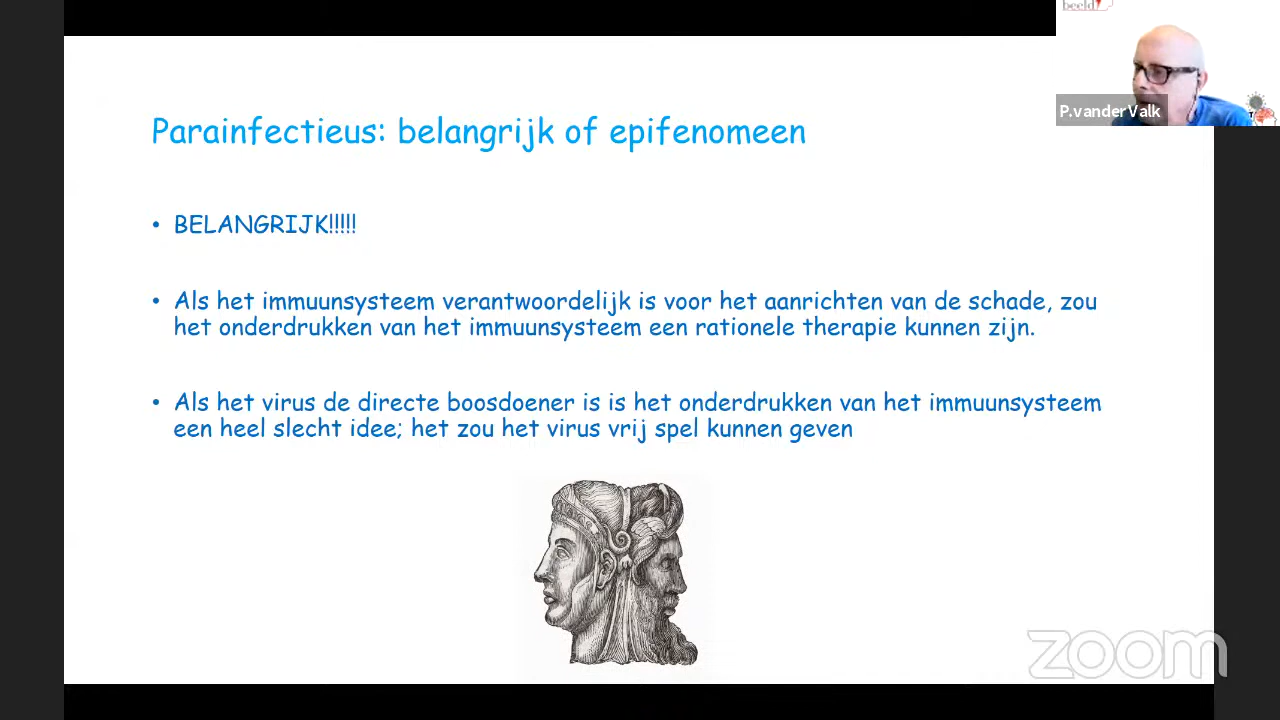 beeld
P.vanderValk
Parainfectieus: belangrijk of epifenomeen
• BELANGRIJK!!!!!
• Als het immuunsysteem verantwoordelijk is voor het aanrichten van de schade, zou
het onderdrukken van het immuunsysteem een rationele therapie kunnen zijn.
• Als het virus de directe boosdoener is is het onderdrukken van het immuunsysteem
een heel slecht idee; het zou het virus vrij spel kunnen geven
zoom